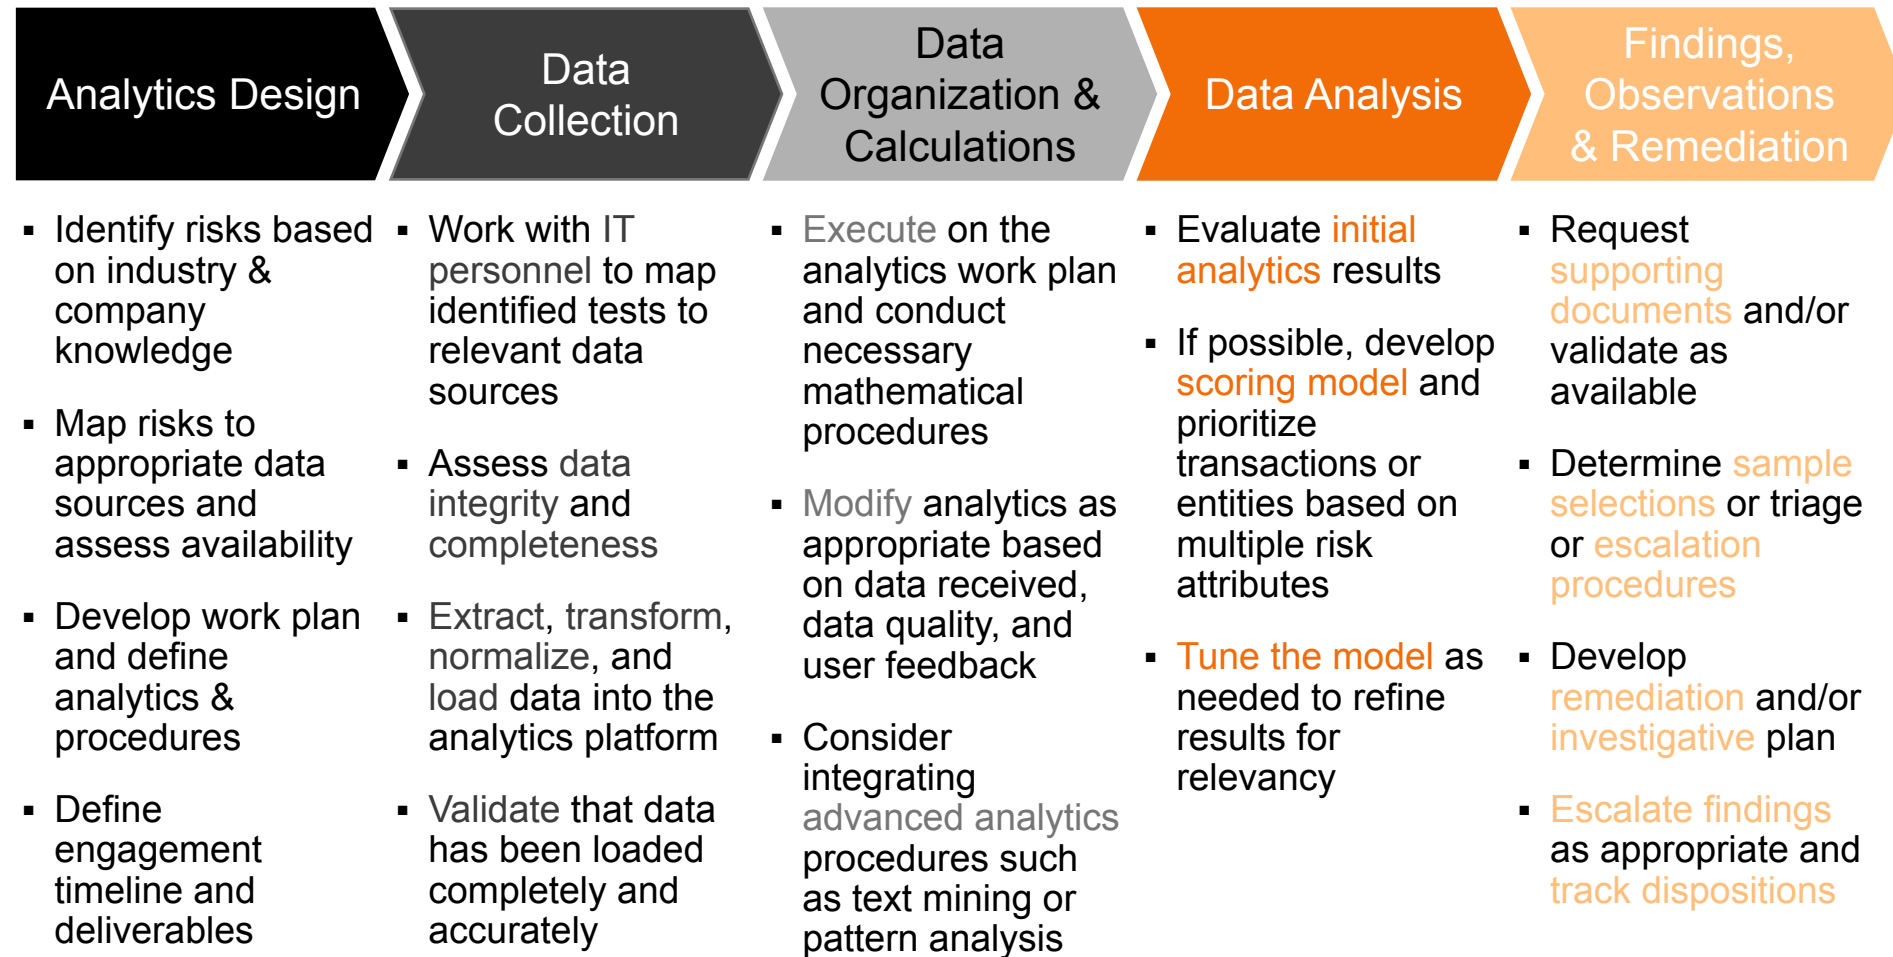 Analytics Design
Data
Collection
Data
Organization &
Calculations
Data Analysis
Findings,
Observations
& Remediation
▪ Identify risks based
on industry &
company
knowledge
▪ Map risks to
appropriate data
sources and
assess availability
▪ Develop work plan
and define
analytics &
procedures
▪ Define
engagement
timeline and
deliverables
▪ Work with IT
personnel to map
identified tests to
relevant data
sources
▪ Assess data
integrity and
completeness
▪ Extract, transform,
normalize, and
load data into the
analytics platform
▪ Validate that data
has been loaded
completely and
accurately
▪ Execute on the
analytics work plan
and conduct
necessary
mathematical
procedures
▪ Modify analytics as
appropriate based
on data received,
data quality, and
user feedback
▪ Consider
integrating
advanced analytics
procedures such
as text mining or
pattern analysis
▪ Evaluate initial
analytics results
▪ If possible, develop
scoring model and
prioritize
transactions or
entities based on
multiple risk
attributes
▪ Tune the model as
needed to refine
results for
relevancy
▪ Request
supporting
documents and/or
validate as
available
▪ Determine sample
selections or triage
or escalation
procedures
▪ Develop
remediation and/or
investigative plan
▪ Escalate findings
as appropriate and
track dispositions